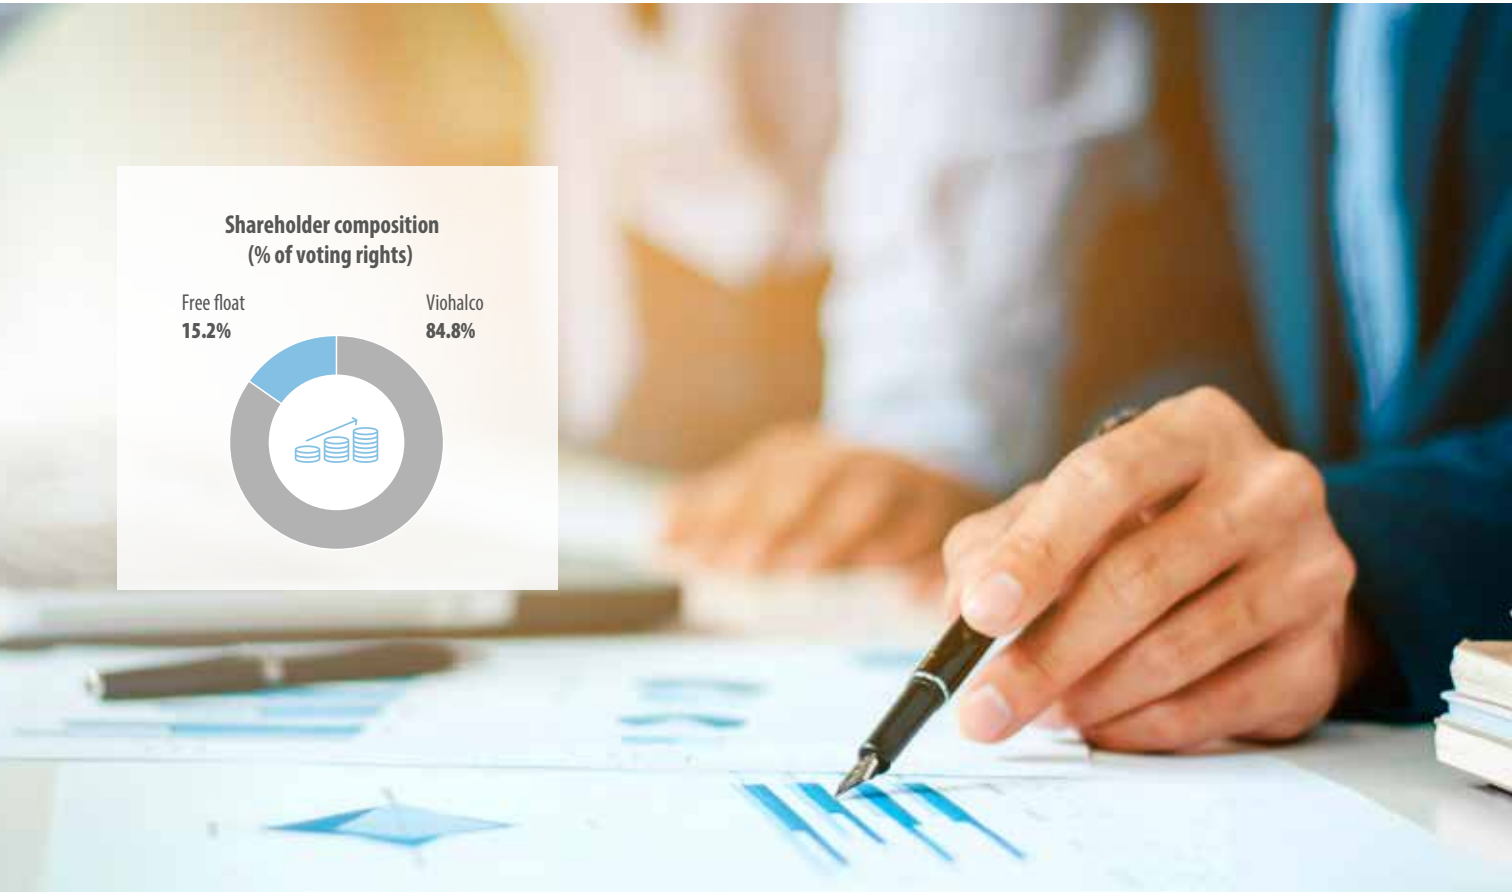 Shareholder composition
(% of voting rights)
Free float
15.2%
Viohalco
84.8%